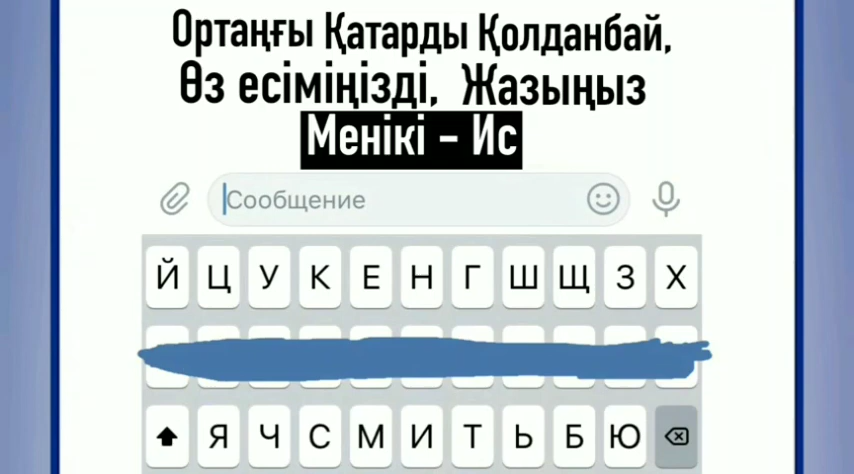 Ортаңғы Қатарды Қолданбай,
Өз есіміңізді, Жазыңыз
Менікі – Ис
Сообщение
Й Ц У К Е Н Г Ш Щ З Х
Я Ч С М И Т Ь Б Ю